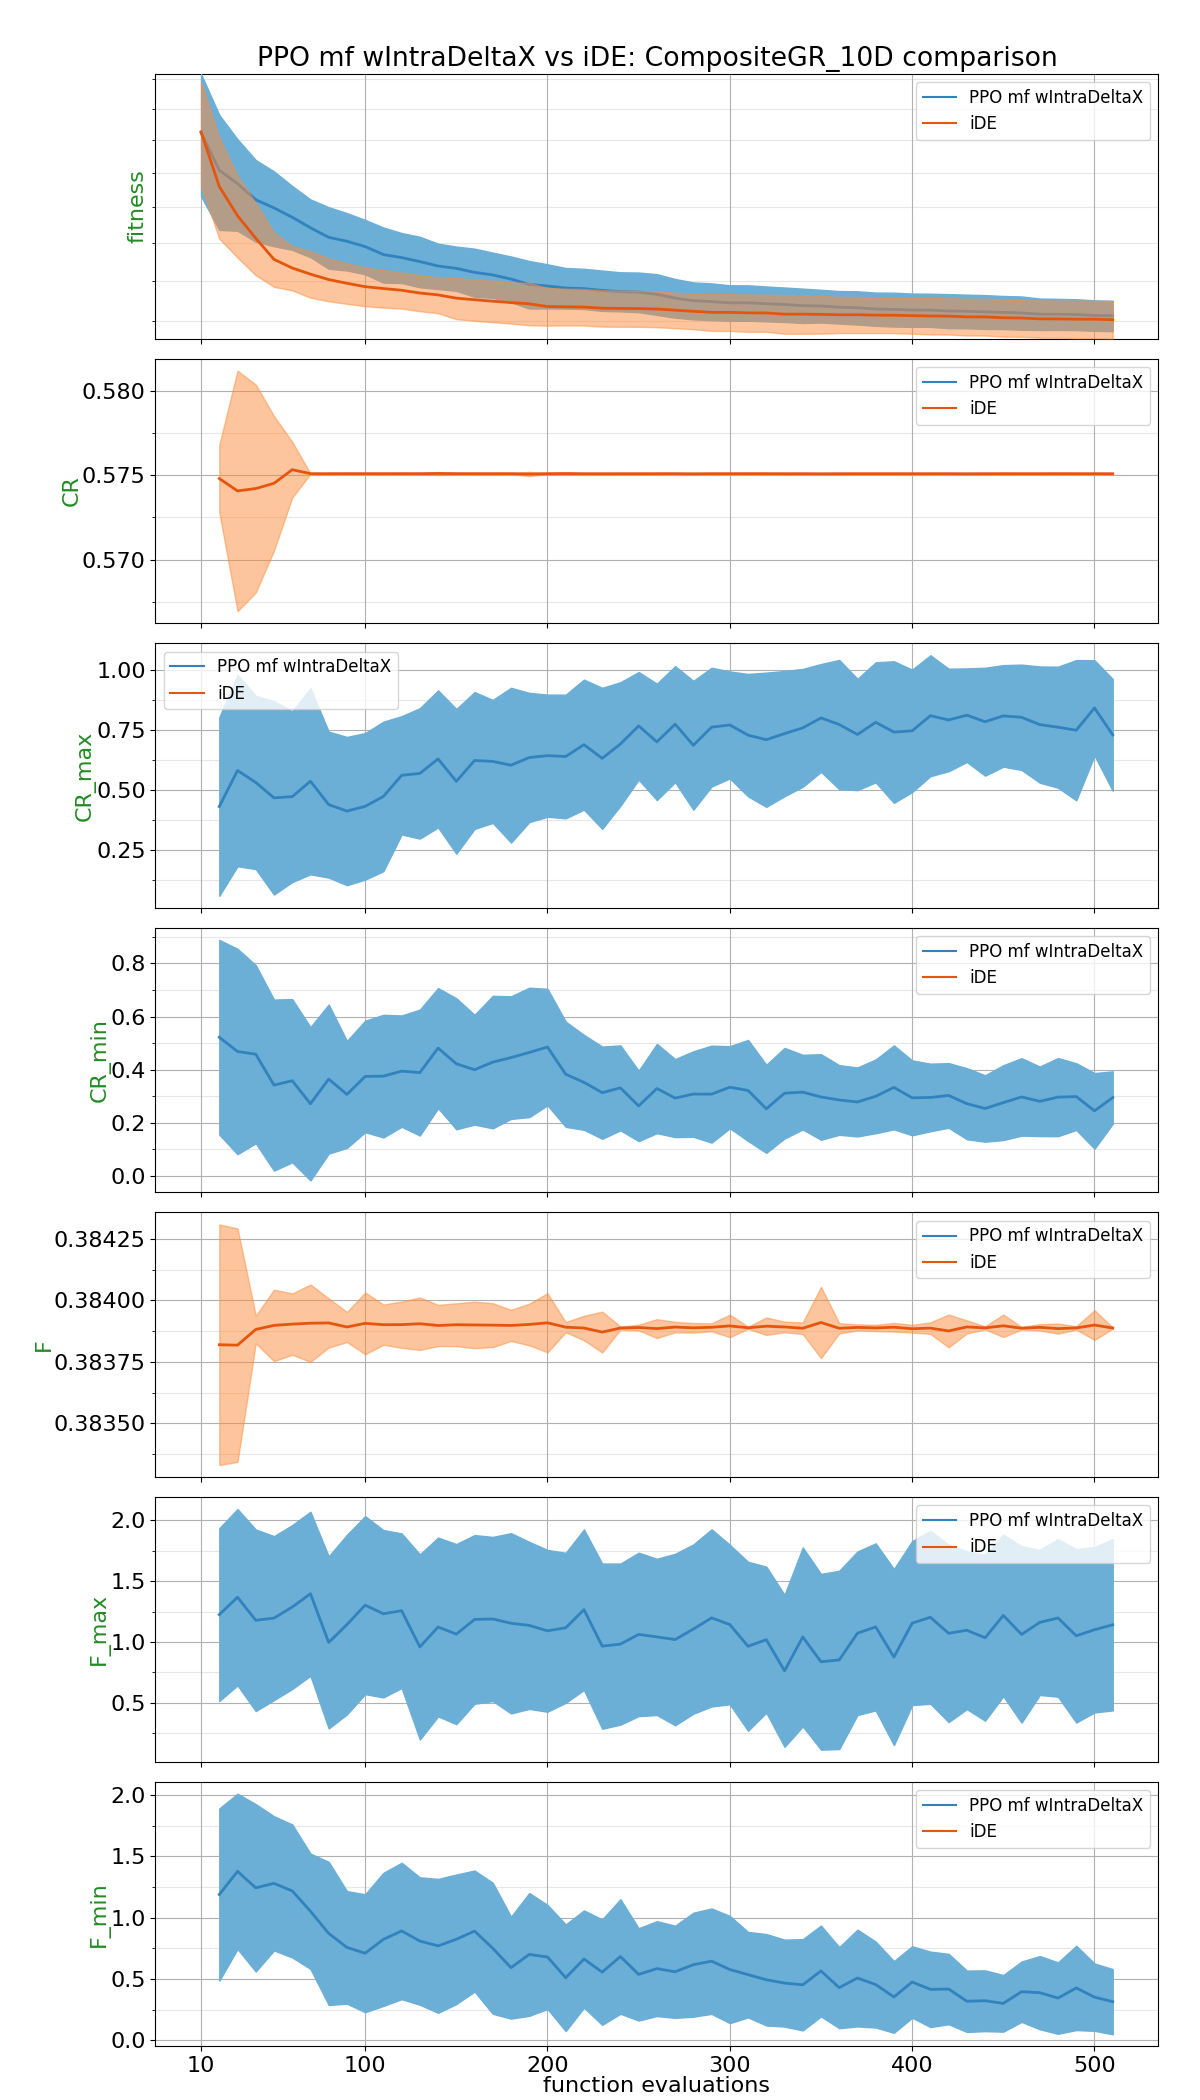 PPO mf wIntraDeltaX vs iDE: CompositeGR_10D comparison
fitness
PPO mf wIntraDeltaX
iDE
CR
0.580
0.575
0.570
PPO mf wIntraDeltaX
iDE
CR_max
1.00
0.75
0.50
0.25
PPO mf wIntraDeltaX
iDE
CR_min
0.8
0.6
0.4
0.2
0.0
PPO mf wIntraDeltaX
iDE
F
0.38425
0.38400
0.38375
0.38350
PPO mf wIntraDeltaX
iDE
F_max
2.0
1.5
1.0
0.5
PPO mf wIntraDeltaX
iDE
F_min
2.0
1.5
1.0
0.5
0.0
PPO mf wIntraDeltaX
iDE
10 100 200 300 400 500
function evaluations